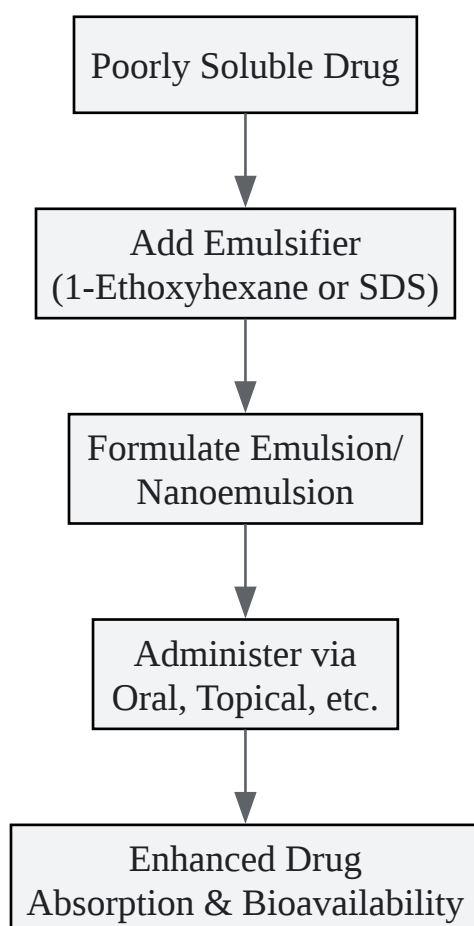 Poorly Soluble Drug
Add Emulsifier
(1-Ethoxyhexane or SDS)
Formulate Emulsion/
Nanoemulsion
Administer via
Oral, Topical, etc.
Enhanced Drug
Absorption & Bioavailability